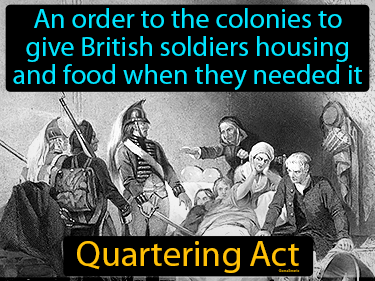 An order to the colonies to
give British soldiers housing
and food when they needed it
Quartering Act